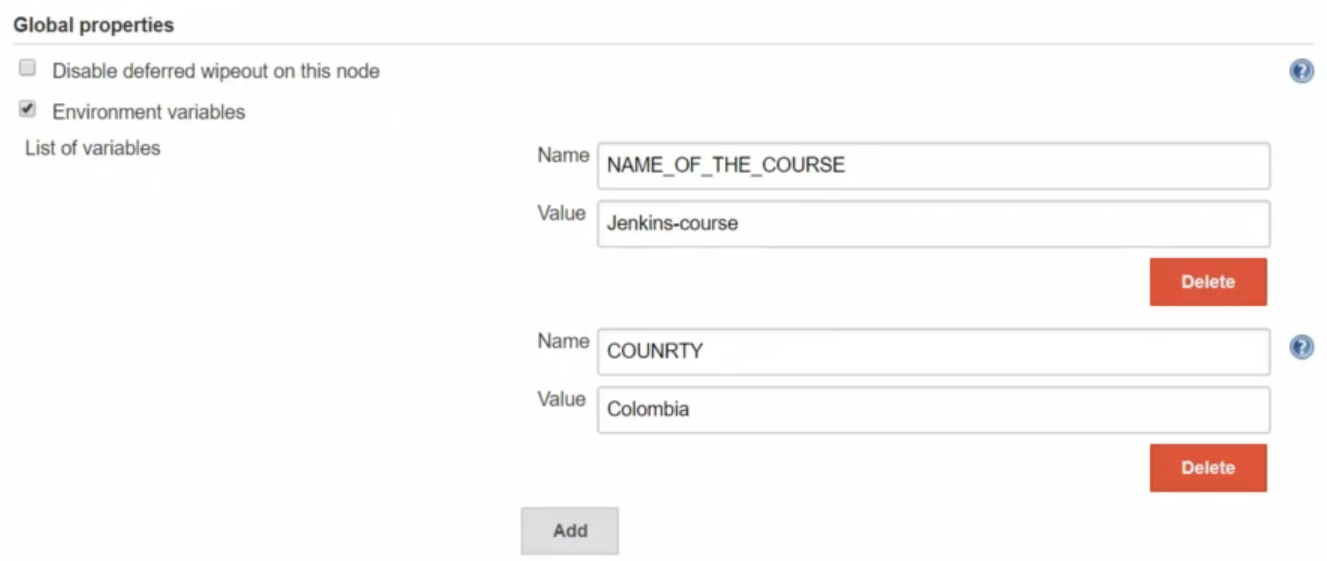 Global properties
Disable deferred wipeout on this node
Environment variables
List of variables
Name NAME_OF_THE_COURSE
Value Jenkins-course
Delete
Name COUNRTY
Value Colombia
Delete
Add